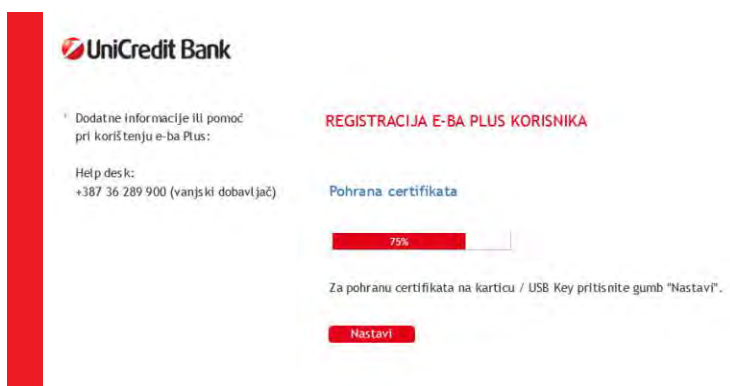 UniCredit Bank
Dodatne informacije ili pomoć
pri korištenju e-ba Plus:
Help desk:
+387 36 289 900 (vanjski dobavljač)
REGISTRACIJA E-BA PLUS KORISNIKA
Pohrana certifikata
75%
Za pohranu certifikata na karticu / USB Key pritisnite gumb "Nastavi".
Nastavi